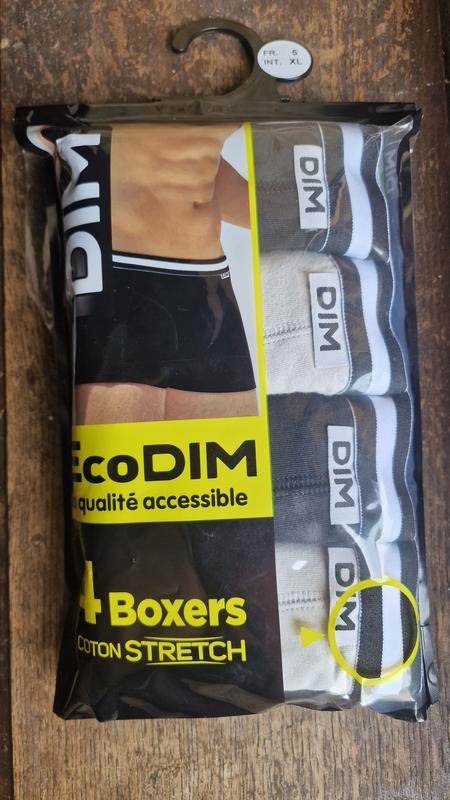 FR. 5
INT. XL
DIM
DIM
DIM
DIM
DIM
EcoDIM
qualité accessible
4 Boxers
COTON STRETCH